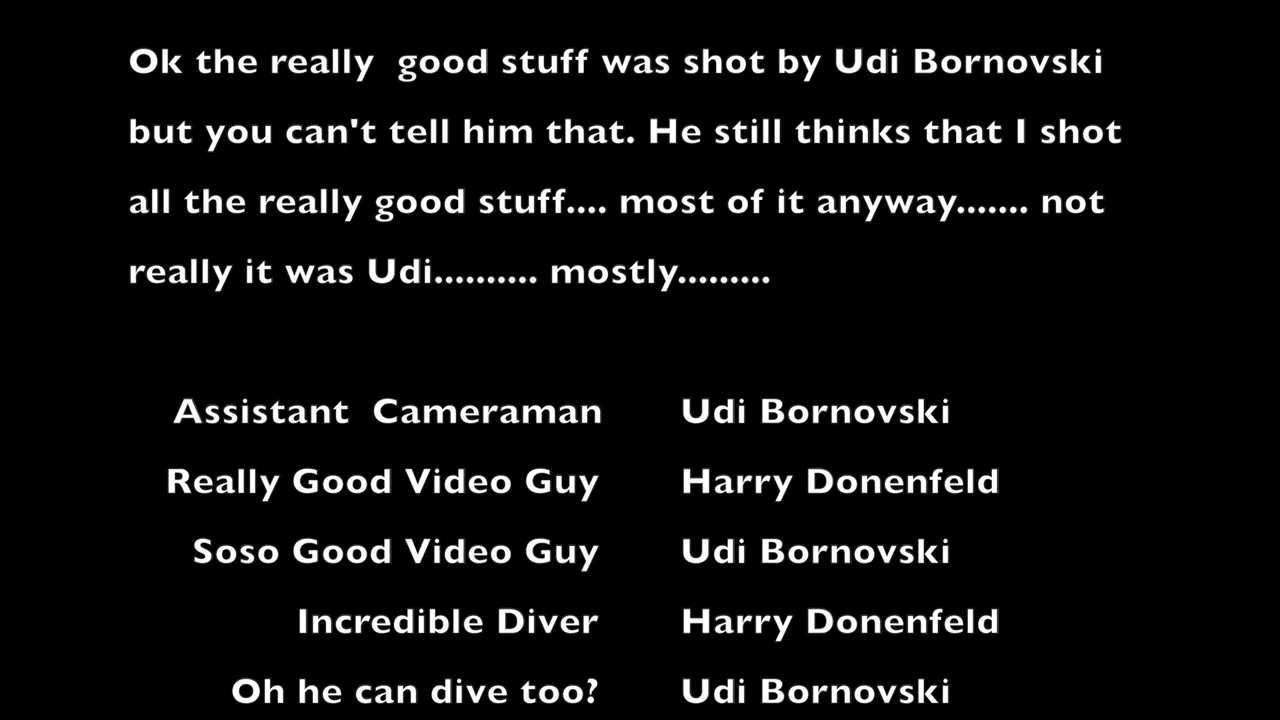 Ok the really  good stuff was shot by Udi Bornovski
but you can't tell him that. He still thinks that I shot
all the really good stuff.... most of it anyway....... not
really it was Udi.......... mostly.........
Assistant  Cameraman Udi Bornovski
Really Good Video Guy Harry Donenfeld
Soso Good Video Guy Udi Bornovski
Incredible Diver Harry Donenfeld
Oh he can dive too? Udi Bornovski